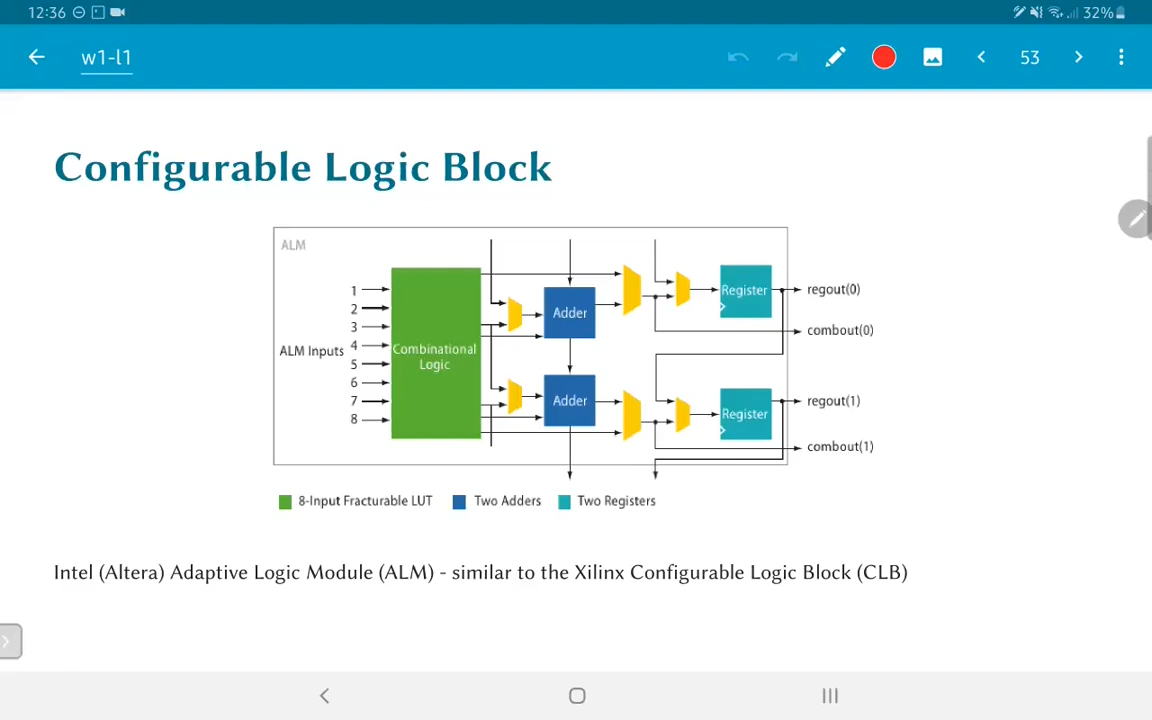 12:36 32%
w1-l1 53
Configurable Logic Block
ALM
ALM Inputs
1
2
3
4
5
6
7
8
Combinational
Logic
Adder
Adder
Register
Register
regout(0)
combout(0)
regout(1)
combout(1)
8-Input Fracturable LUT Two Adders Two Registers
Intel (Altera) Adaptive Logic Module (ALM) - similar to the Xilinx Configurable Logic Block (CLB)